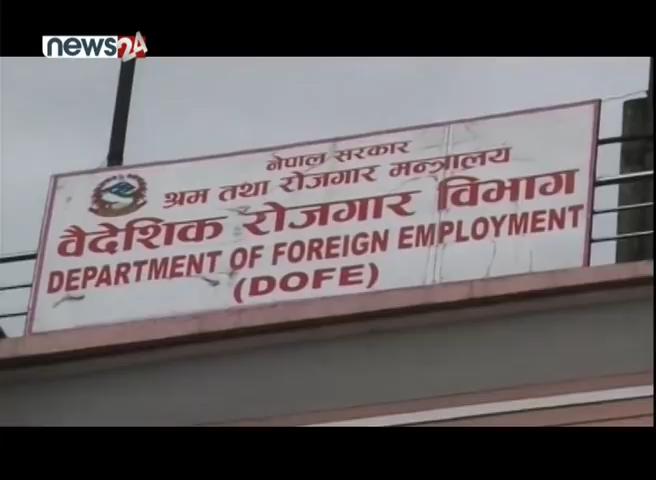 news24
नेपाल सरकार
श्रम तथा रोजगार मन्त्रालय
वैदेशिक रोजगार विभाग
DEPARTMENT OF FOREIGN EMPLOYMENT
(DOFE)